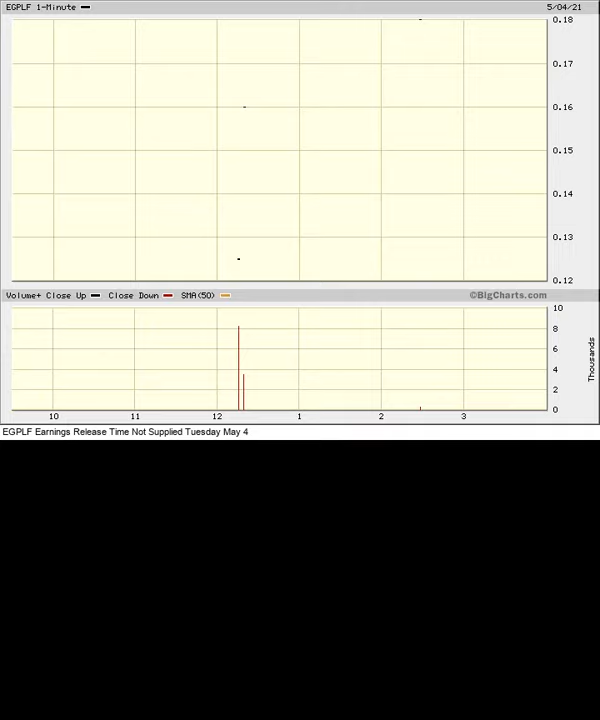 EGPLF 1-Minute 5/04/21
0.18
0.17
0.16
0.15
0.14
0.13
0.12
Volume+ Close Up Close Down SMA(50) ©BigCharts.com
10
8
6
4
2
0
Thousands
10 11 12 1 2 3
EGPLF Earnings Release Time Not Supplied Tuesday May 4